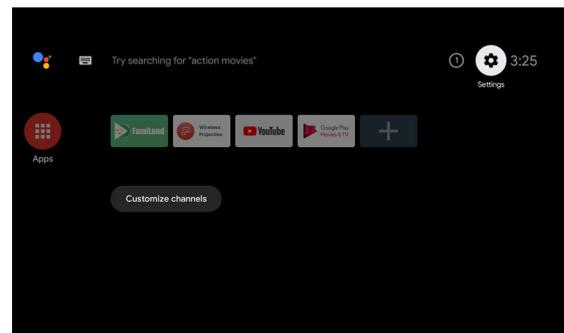 Try searching for "action movies"
1
3:25
Settings
FamiLand
Wireless
Projection
YouTube
Google Play
Movies & TV
Apps
Customize channels